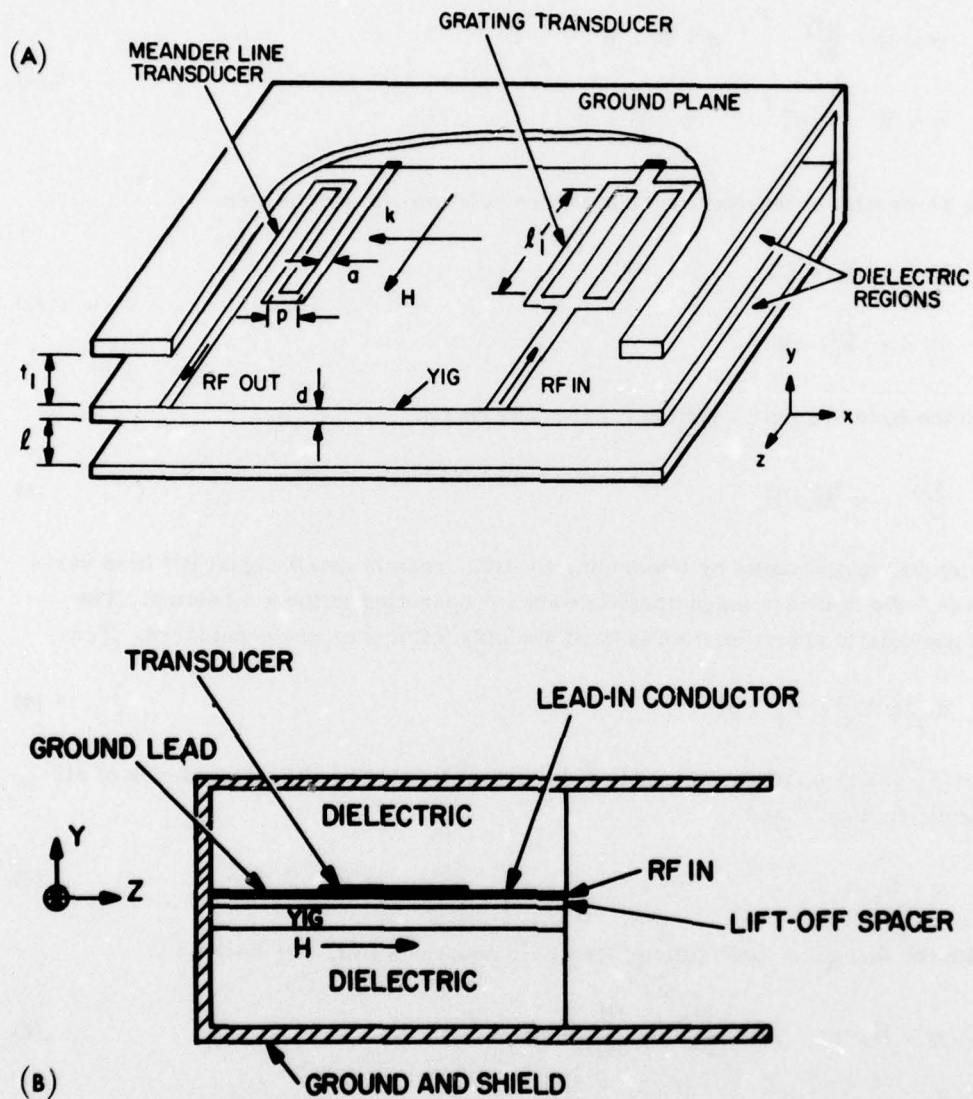 (A)
GRATING TRANSDUCER
MEANDER LINE
TRANSDUCER
GROUND PLANE
k
l₁'
a
H
DIELECTRIC
REGIONS
p
t₁
RF OUT
d
YIG
RF IN
y
x
z
l
TRANSDUCER
LEAD-IN CONDUCTOR
GROUND LEAD
DIELECTRIC
Y
Z
RF IN
YIG
LIFT-OFF SPACER
H
DIELECTRIC
(B)
GROUND AND SHIELD